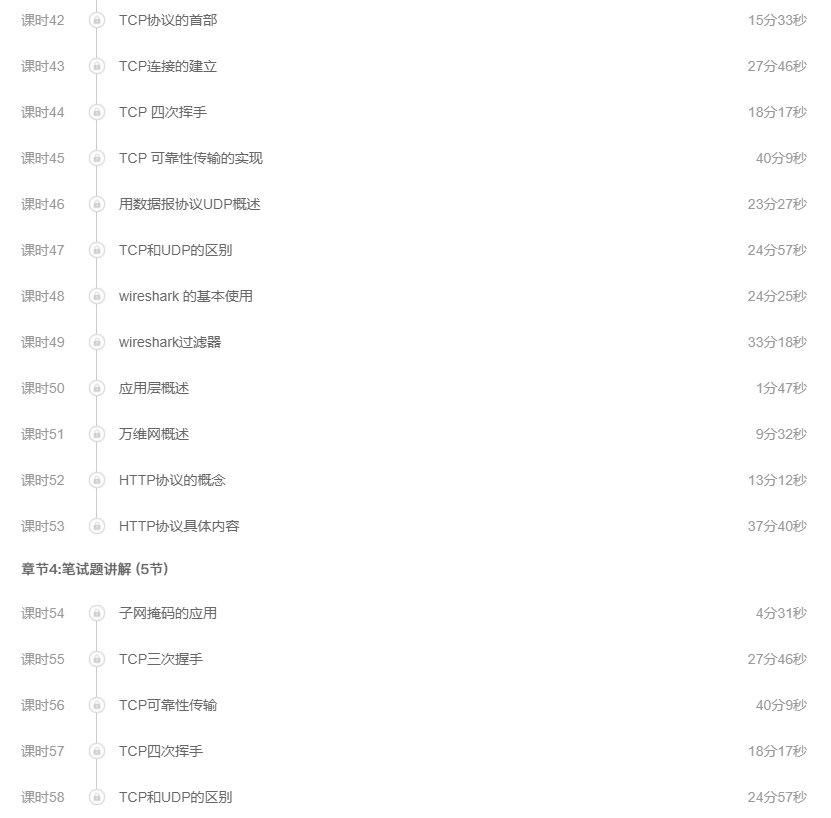 课时42 TCP协议的首部 15分33秒
课时43 TCP连接的建立 27分46秒
课时44 TCP 四次挥手 18分17秒
课时45 TCP 可靠性传输的实现 40分9秒
课时46 用数据报协议UDP概述 23分27秒
课时47 TCP和UDP的区别 24分57秒
课时48 wireshark 的基本使用 24分25秒
课时49 wireshark过滤器 33分18秒
课时50 应用层概述 1分47秒
课时51 万维网概述 9分32秒
课时52 HTTP协议的概念 13分12秒
课时53 HTTP协议具体内容 37分40秒
章节4:笔试题讲解 (5节)
课时54 子网掩码的应用 4分31秒
课时55 TCP三次握手 27分46秒
课时56 TCP可靠性传输 40分9秒
课时57 TCP四次挥手 18分17秒
课时58 TCP和UDP的区别 24分57秒